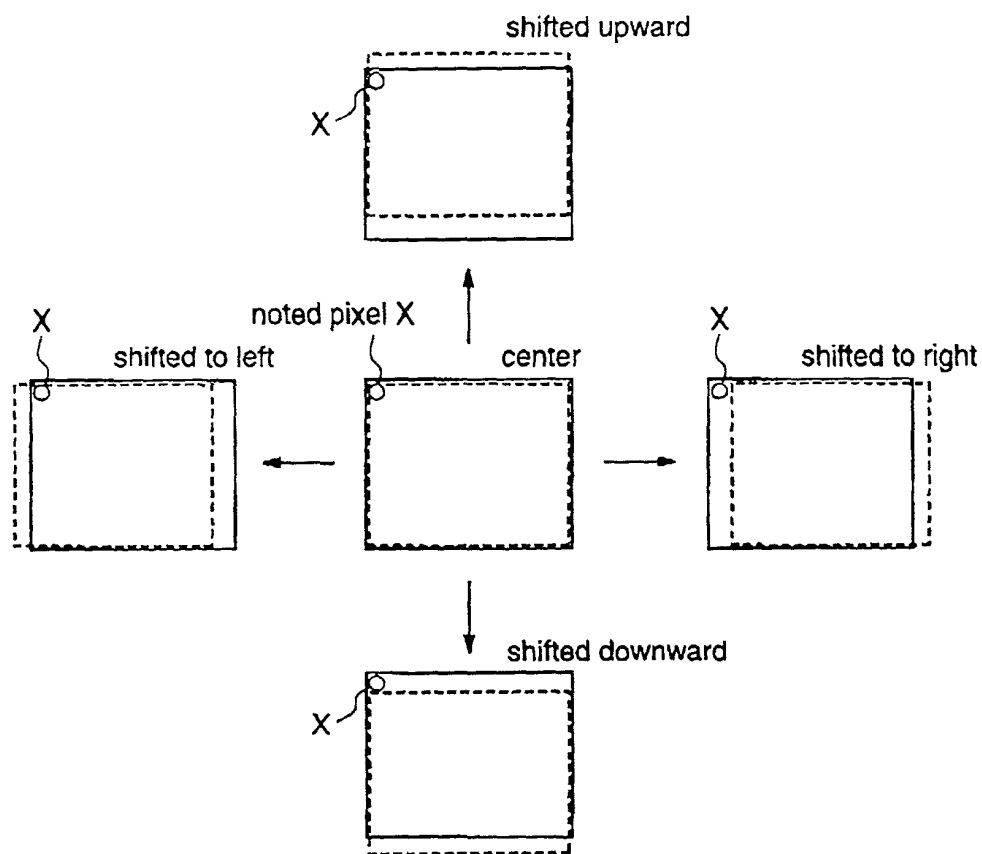 shifted upward
X
noted pixel X
X
shifted to left
center
X
shifted to right
shifted downward
X